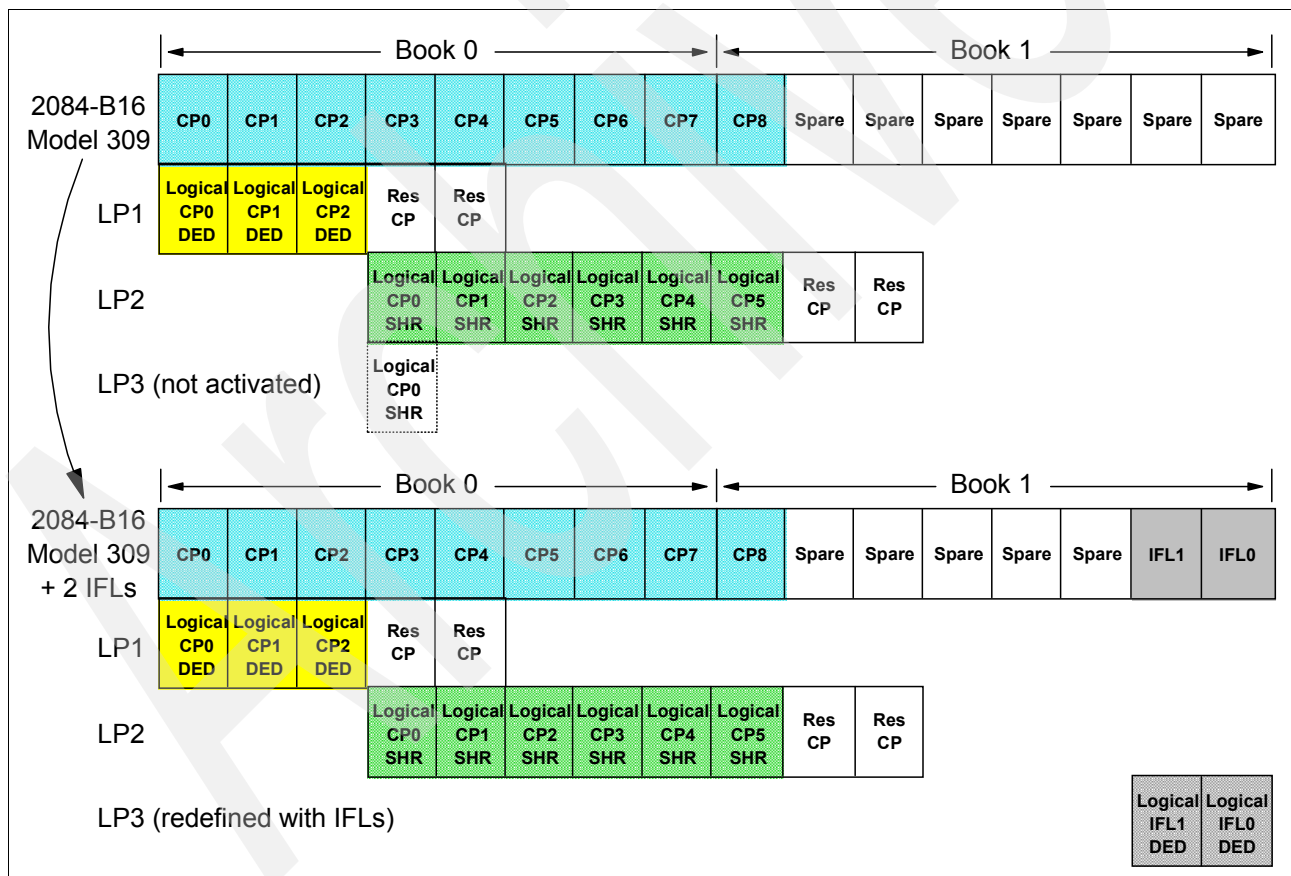 Book 0 Book 1
2084-B16
Model 309
CP0 CP1 CP2 CP3 CP4 CP5 CP6 CP7 CP8 Spare Spare Spare Spare Spare Spare Spare
LP1
Logical Logical Logical Res Res
CP0 CP1 CP2 CP CP
DED DED DED
LP2
Logical Logical Logical Logical Logical Logical Res Res
CP0 CP1 CP2 CP3 CP4 CP5 CP CP
SHR SHR SHR SHR SHR SHR
LP3 (not activated)
Logical
CP0
SHR
Book 0 Book 1
2084-B16
Model 309
+ 2 IFLs
CP0 CP1 CP2 CP3 CP4 CP5 CP6 CP7 CP8 Spare Spare Spare Spare Spare IFL1 IFL0
LP1
Logical Logical Logical Res Res
CP0 CP1 CP2 CP CP
DED DED DED
LP2
Logical Logical Logical Logical Logical Logical Res Res
CP0 CP1 CP2 CP3 CP4 CP5 CP CP
SHR SHR SHR SHR SHR SHR
LP3 (redefined with IFLs)
Logical Logical
IFL1 IFL0
DED DED
Archive